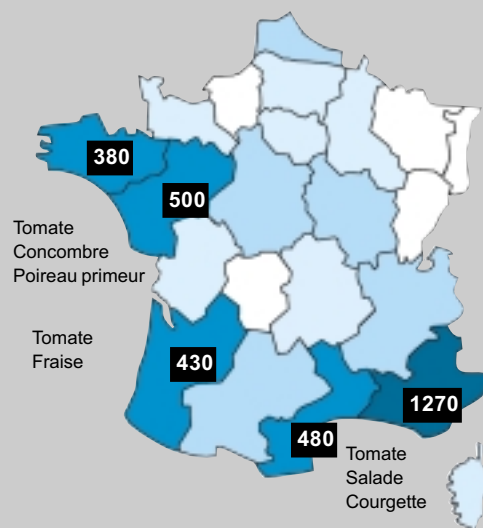 380
500
Tomate
Concombre
Poireau primeur
Tomate
Fraise
430
1270
480
Tomate
Salade
Courgette